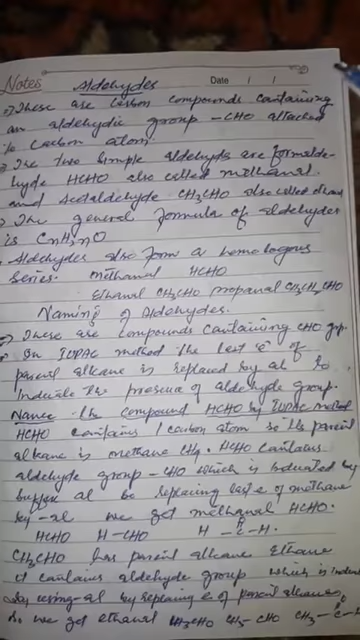 Notes Aldehydes Date / /
These are carbon compounds containing
an aldehydic group -CHO attached
to carbon atom.
The two simple aldehyds are formalde-
hyde HCHO also called methanal.
and Acetaldehyde CH3CHO also called
The general formula of aldehydes
is CnH2nO
Aldehydes also form a homologous
series. methanal HCHO
Ethanal CH3CHO propanal CH3CH2CHO
Naming of Aldehydes.
These are compounds containing CHO grp.
In IUPAC method the last 'e' of
parent alkane is replaced by al to
Indicate the presence of aldehyde group.
Name the compound HCHO by IUPAC method
HCHO contains 1 carbon atom so its parent
alkane is methane CH4. HCHO contains
aldehyde group -CHO which is indicated by
suffix al so replacing last e of methane
by -al we get methanal HCHO.
HCHO H-CHO H-C-H.
CH3CHO has parent alkane Ethane
it contains aldehyde group which is
by using -al by replacing e of parent alkane
So we get ethanal CH3CHO CH3-CHO CH3-C-H